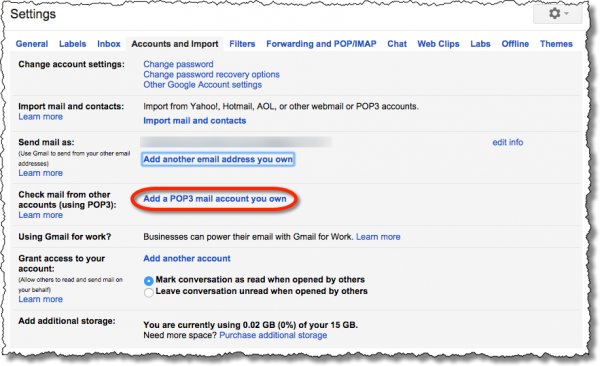 Settings
General Labels Inbox Accounts and Import Filters Forwarding and POP/IMAP Chat Web Clips Labs Offline Themes
Change account settings: Change password
Change password recovery options
Other Google Account settings
Import mail and contacts: Import from Yahoo!, Hotmail, AOL, or other webmail or POP3 accounts.
Learn more Import mail and contacts
Send mail as: edit info
(Use Gmail to send from your other email
addresses) Add another email address you own
Learn more
Check mail from other Add a POP3 mail account you own
accounts (using POP3):
Learn more
Using Gmail for work? Businesses can power their email with Gmail for Work. Learn more
Grant access to your Add another account
account:
(Allow others to read and send mail on Mark conversation as read when opened by others
your behalf)
Learn more Leave conversation unread when opened by others
Add additional storage: You are currently using 0.02 GB (0%) of your 15 GB.
Need more space? Purchase additional storage